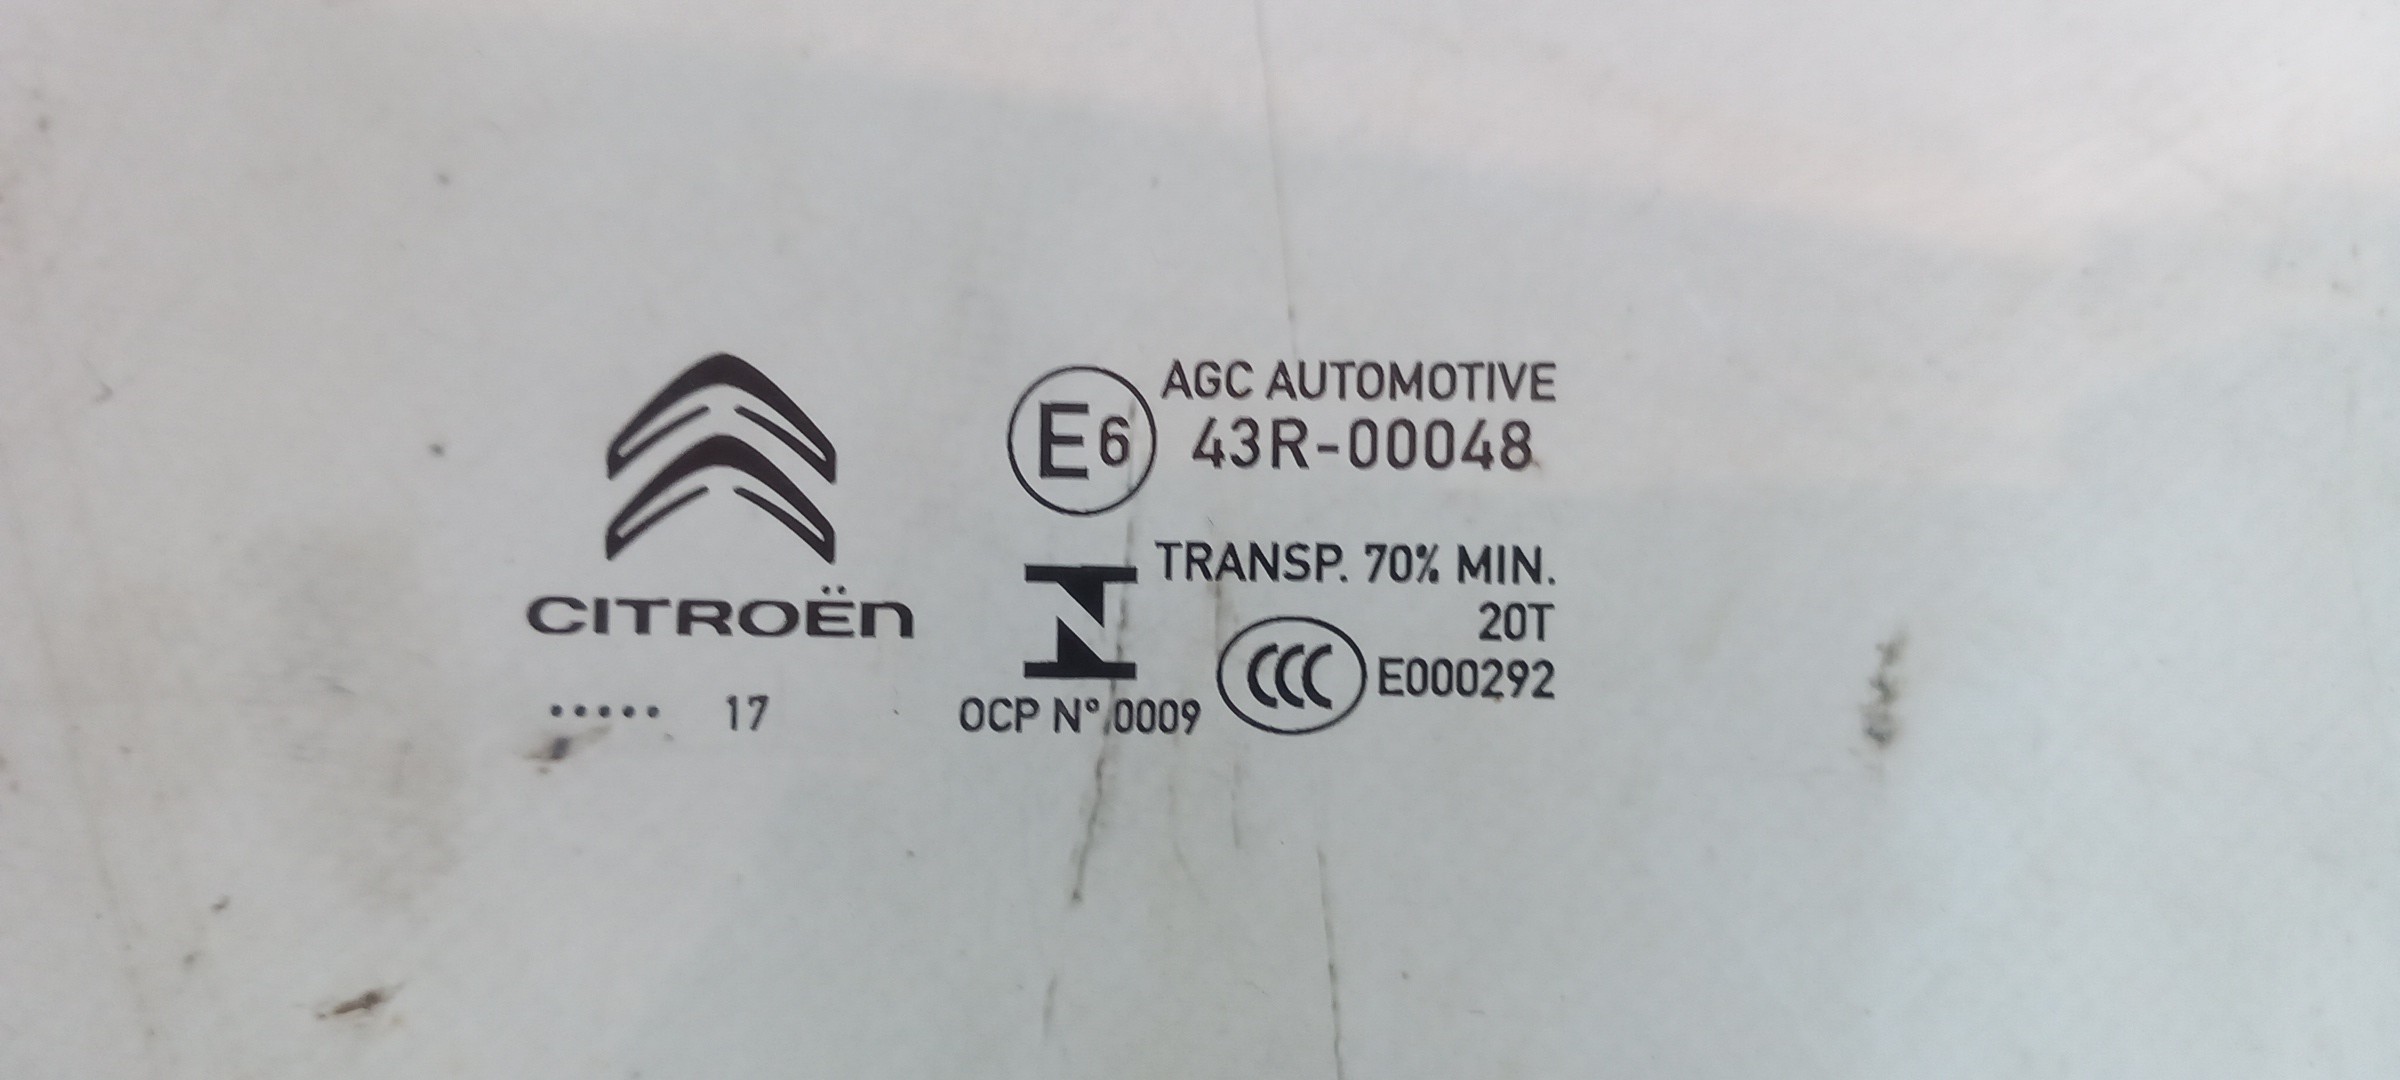 CITROËN
..... 17
E6
AGC AUTOMOTIVE
43R-00048
N
TRANSP. 70% MIN.
20T
OCP N° 0009
CCC
E000292